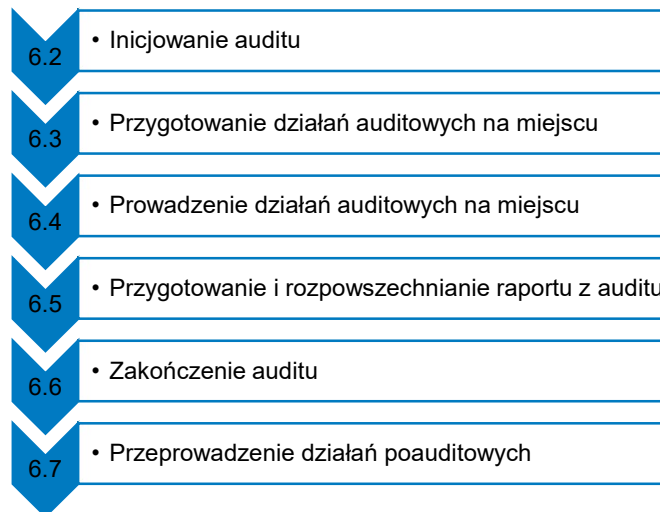 6.2 • Inicjowanie auditu
6.3 • Przygotowanie działań auditowych na miejscu
6.4 • Prowadzenie działań auditowych na miejscu
6.5 • Przygotowanie i rozpowszechnianie raportu z auditu
6.6 • Zakończenie auditu
6.7 • Przeprowadzenie działań poauditowych